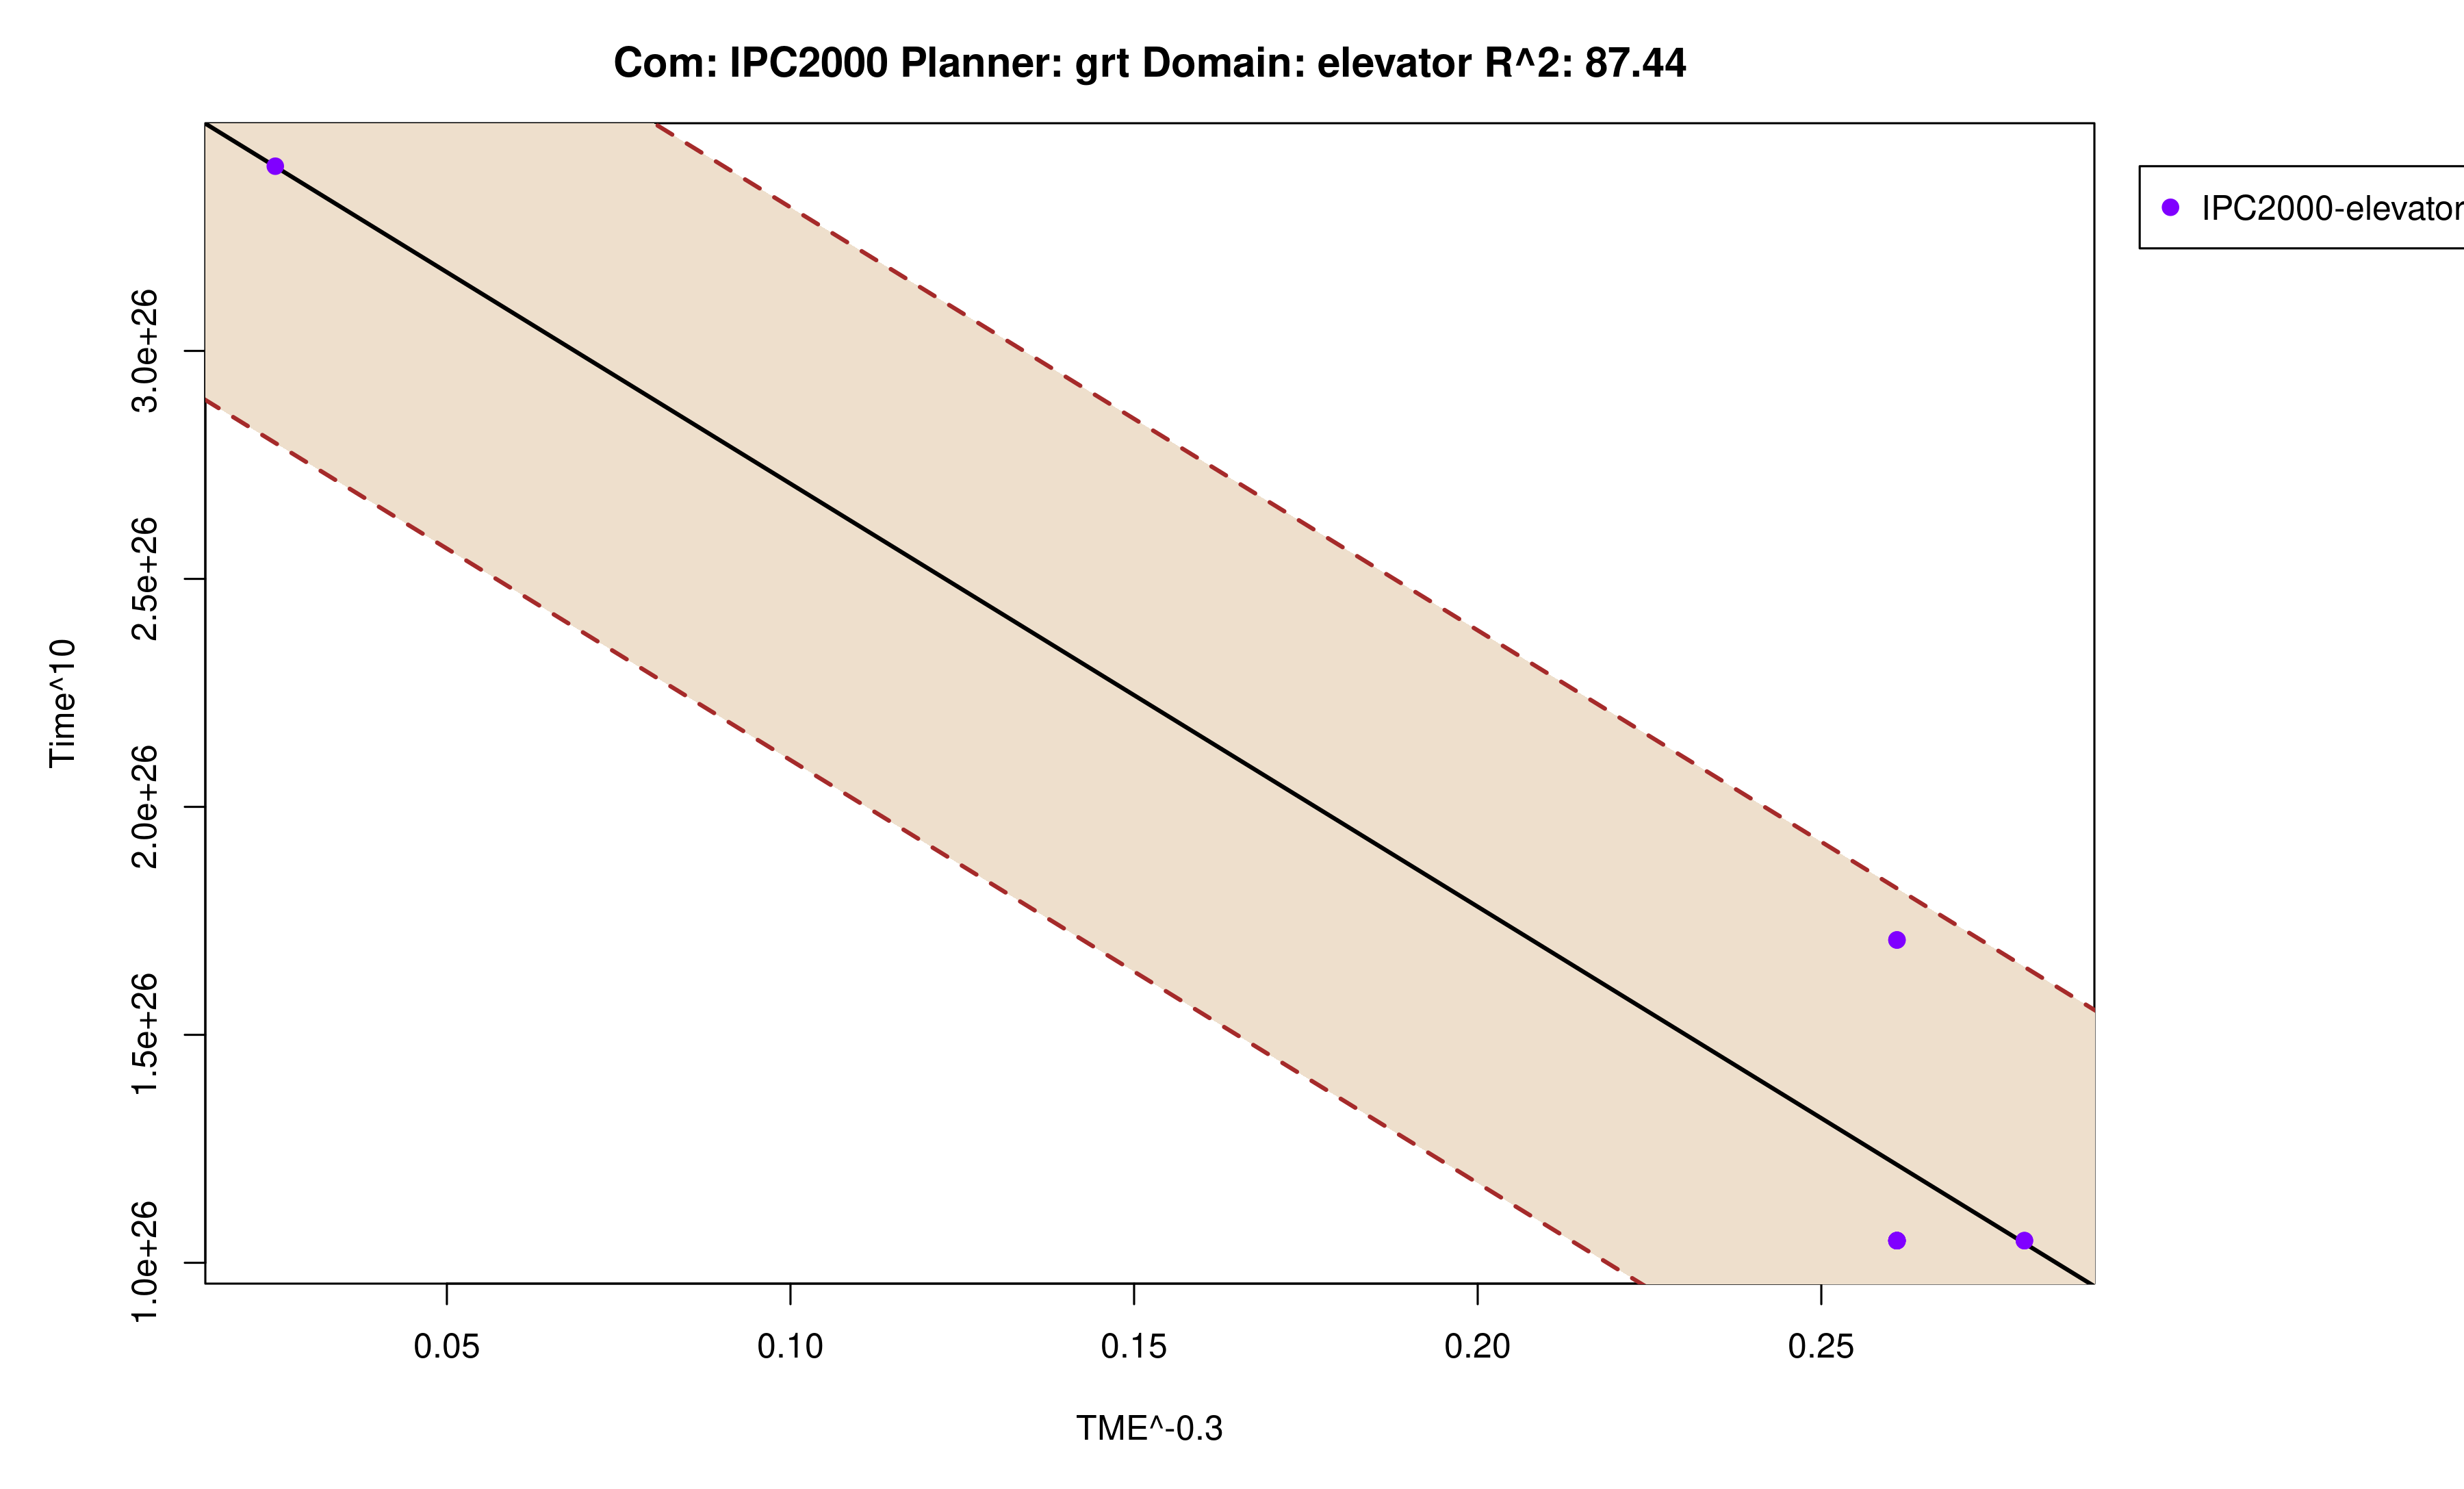 Com: IPC2000 Planner: grt Domain: elevator R^2: 87.44
IPC2000-elevator
Time^10
3.0e+26
2.5e+26
2.0e+26
1.5e+26
1.0e+26
0.05 0.10 0.15 0.20 0.25
TME^-0.3